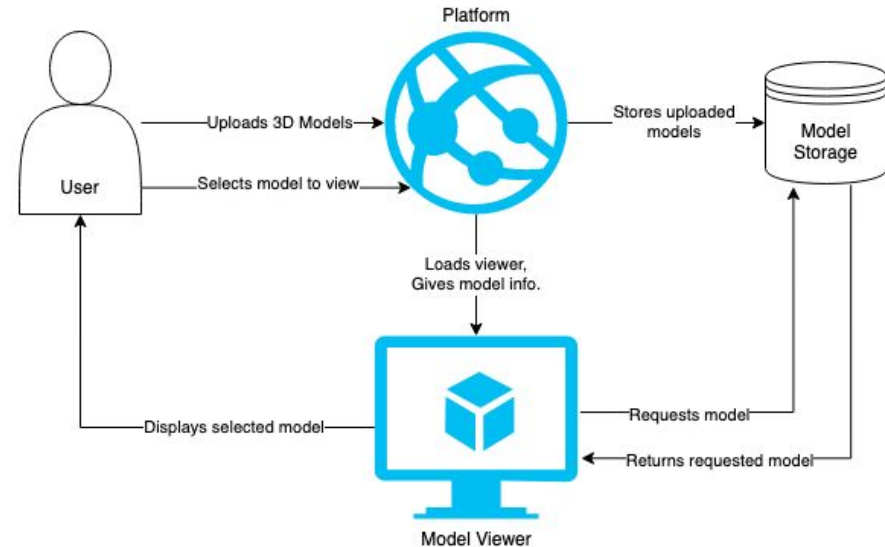 Platform
Uploads 3D Models
Stores uploaded
models
Model
Storage
User
Selects model to view
Loads viewer,
Gives model info.
Displays selected model
Requests model
Returns requested model
Model Viewer